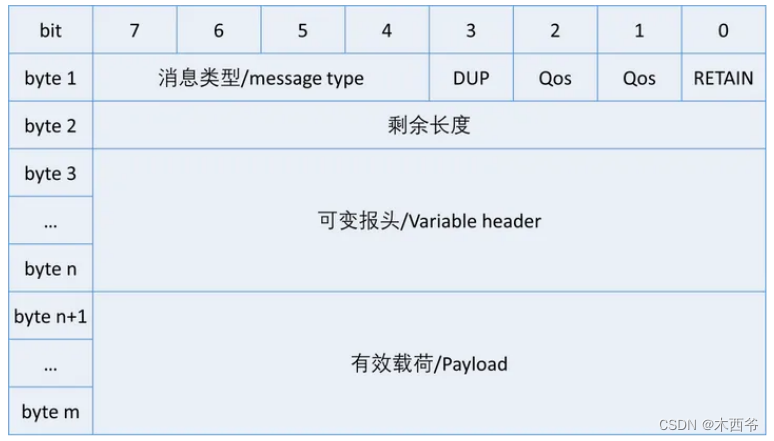 bit 7 6 5 4 3 2 1 0
byte 1 消息类型/message type DUP Qos Qos RETAIN
byte 2 剩余长度
byte 3
...
可变报头/Variable header
byte n
byte n+1
...
有效载荷/Payload
byte m
CSDN @木西爷